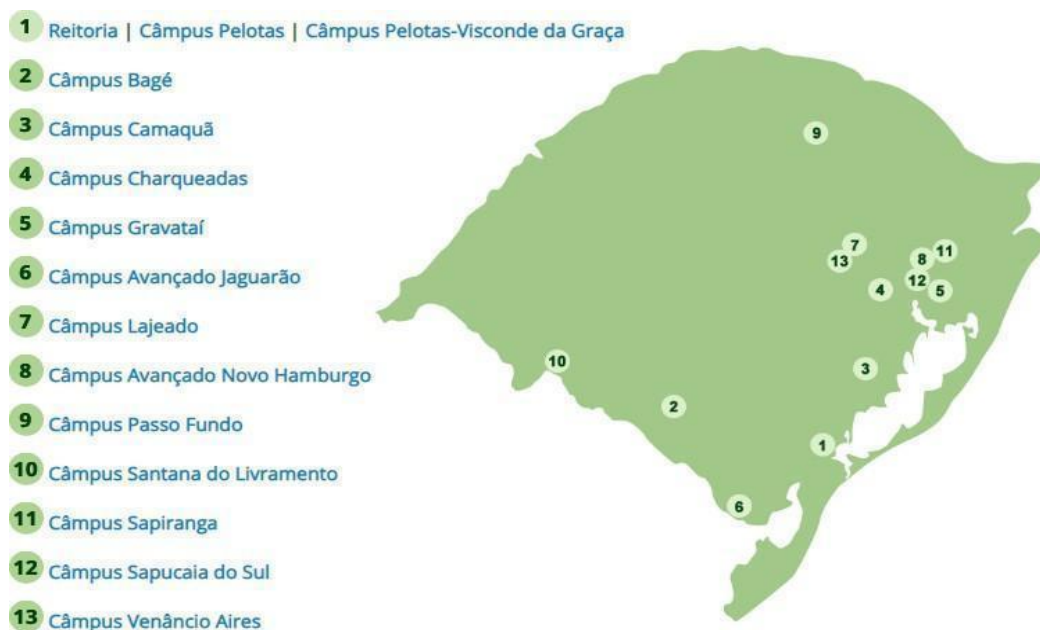 1 Reitoria | Câmpus Pelotas | Câmpus Pelotas-Visconde da Graça
2 Câmpus Bagé
3 Câmpus Camaquã
4 Câmpus Charqueadas
5 Câmpus Gravataí
6 Câmpus Avançado Jaguarão
7 Câmpus Lajeado
8 Câmpus Avançado Novo Hamburgo
9 Câmpus Passo Fundo
10 Câmpus Santana do Livramento
11 Câmpus Sapiranga
12 Câmpus Sapucaia do Sul
13 Câmpus Venâncio Aires
9
7
11
8
13
12
4
5
10
3
2
1
6